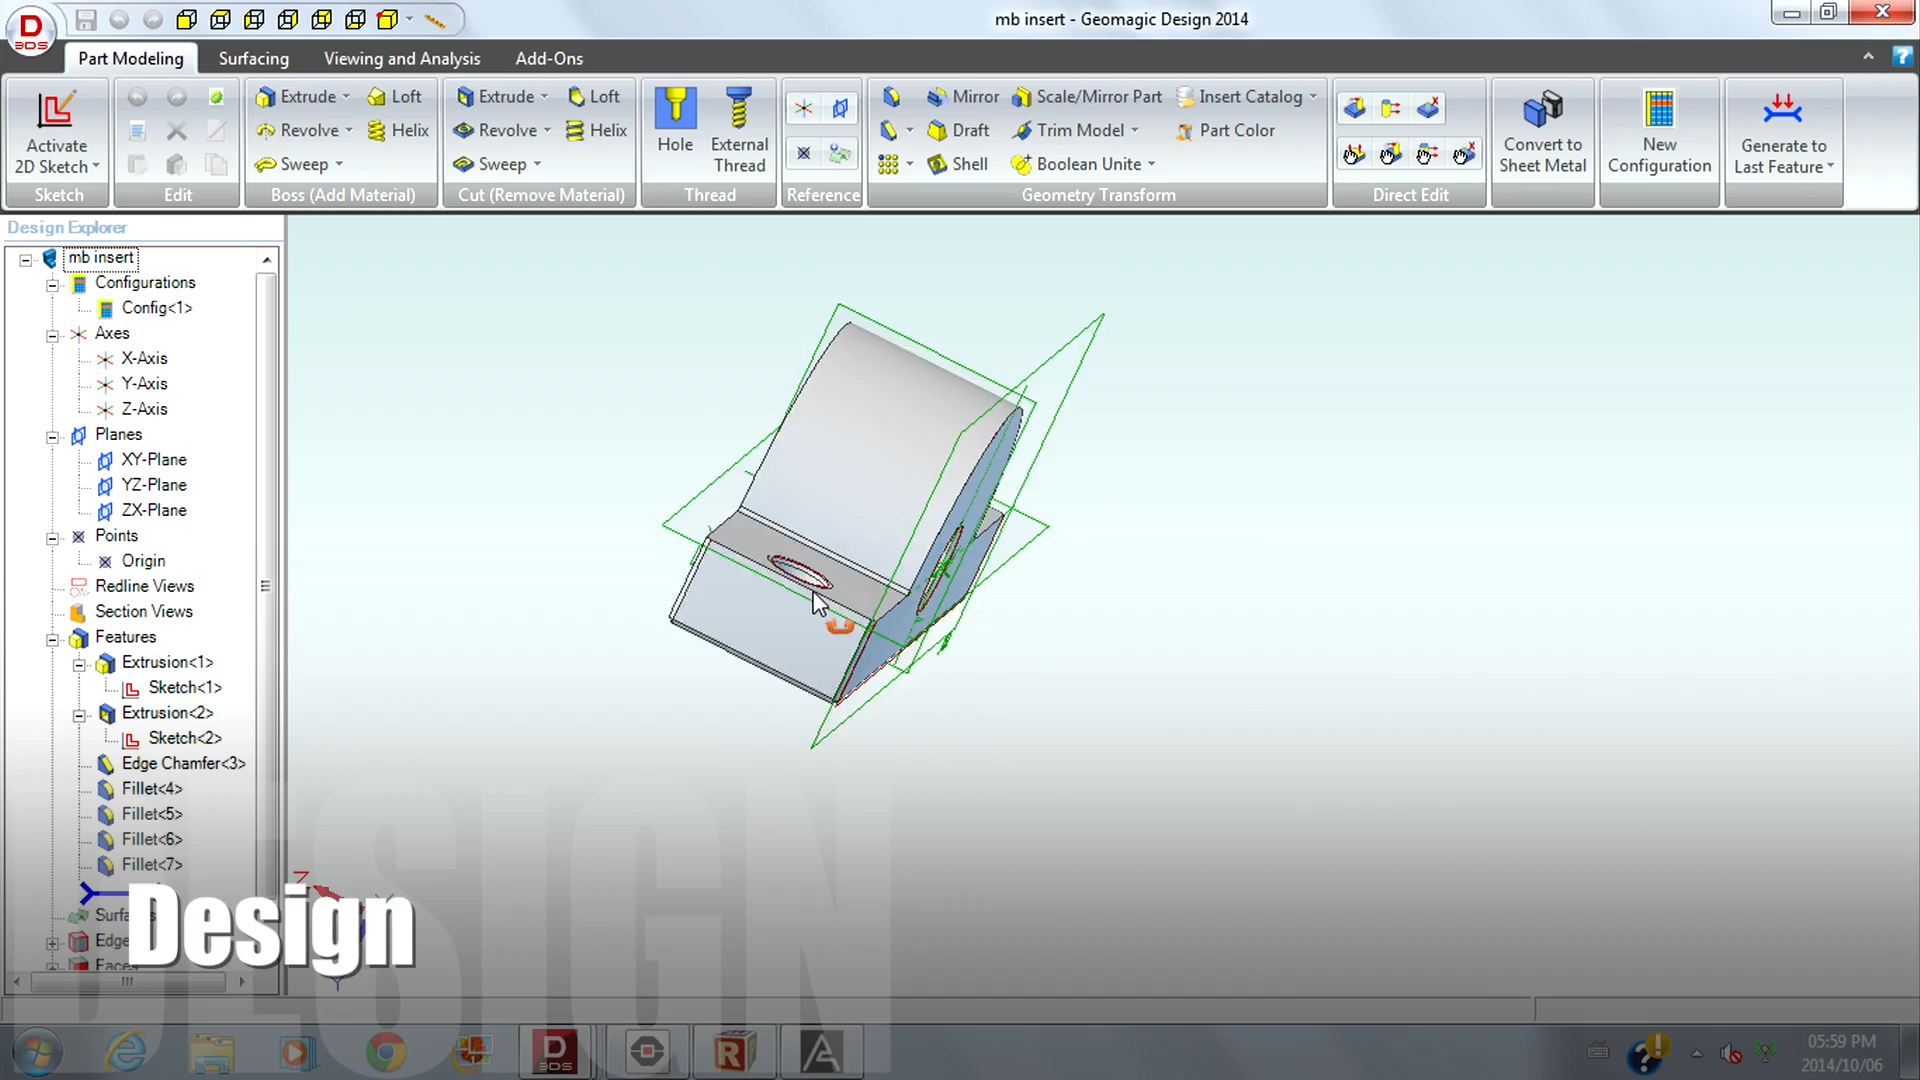 mb insert - Geomagic Design 2014
D
3DS
Part Modeling
Surfacing
Viewing and Analysis
Add-Ons
Activate
2D Sketch
Sketch
Edit
Extrude
Loft
Revolve
Helix
Sweep
Boss (Add Material)
Extrude
Loft
Revolve
Helix
Sweep
Cut (Remove Material)
Hole
External
Thread
Thread
Reference
Mirror
Scale/Mirror Part
Insert Catalog
Draft
Trim Model
Part Color
Shell
Boolean Unite
Geometry Transform
Direct Edit
Convert to
Sheet Metal
New
Configuration
Generate to
Last Feature
Design Explorer
mb insert
Configurations
Config<1>
Axes
X-Axis
Y-Axis
Z-Axis
Planes
XY-Plane
YZ-Plane
ZX-Plane
Points
Origin
Redline Views
Section Views
Features
Extrusion<1>
Sketch<1>
Extrusion<2>
Sketch<2>
Edge Chamfer<3>
Fillet<4>
Fillet<5>
Fillet<6>
Fillet<7>
Z
Design
DESIGN
D
3DS
R
A
05:59 PM
2014/10/06